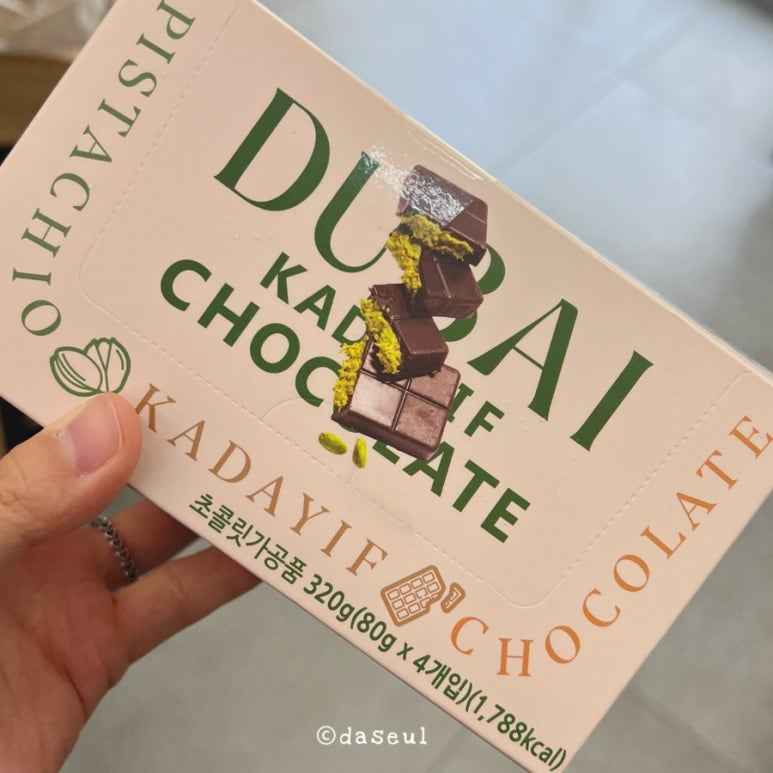 PISTACHIO
DUBAI
KADAYIF
CHOCOLATE
KADAYIF
CHOCOLATE
초콜릿가공품 320g(80g x 4개입)(1,788kcal)
©daseul